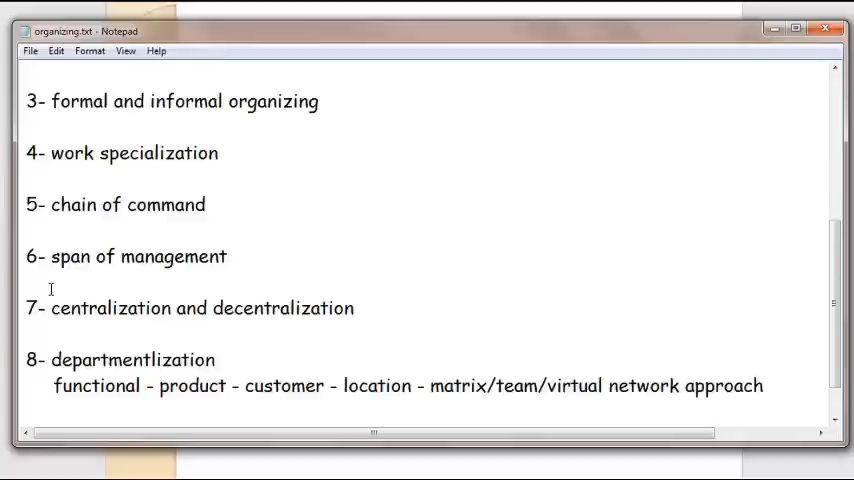 organizing.txt - Notepad
File Edit Format View Help
3- formal and informal organizing
4- work specialization
5- chain of command
6- span of management
7- centralization and decentralization
8- departmentlization
functional - product - customer - location - matrix/team/virtual network approach